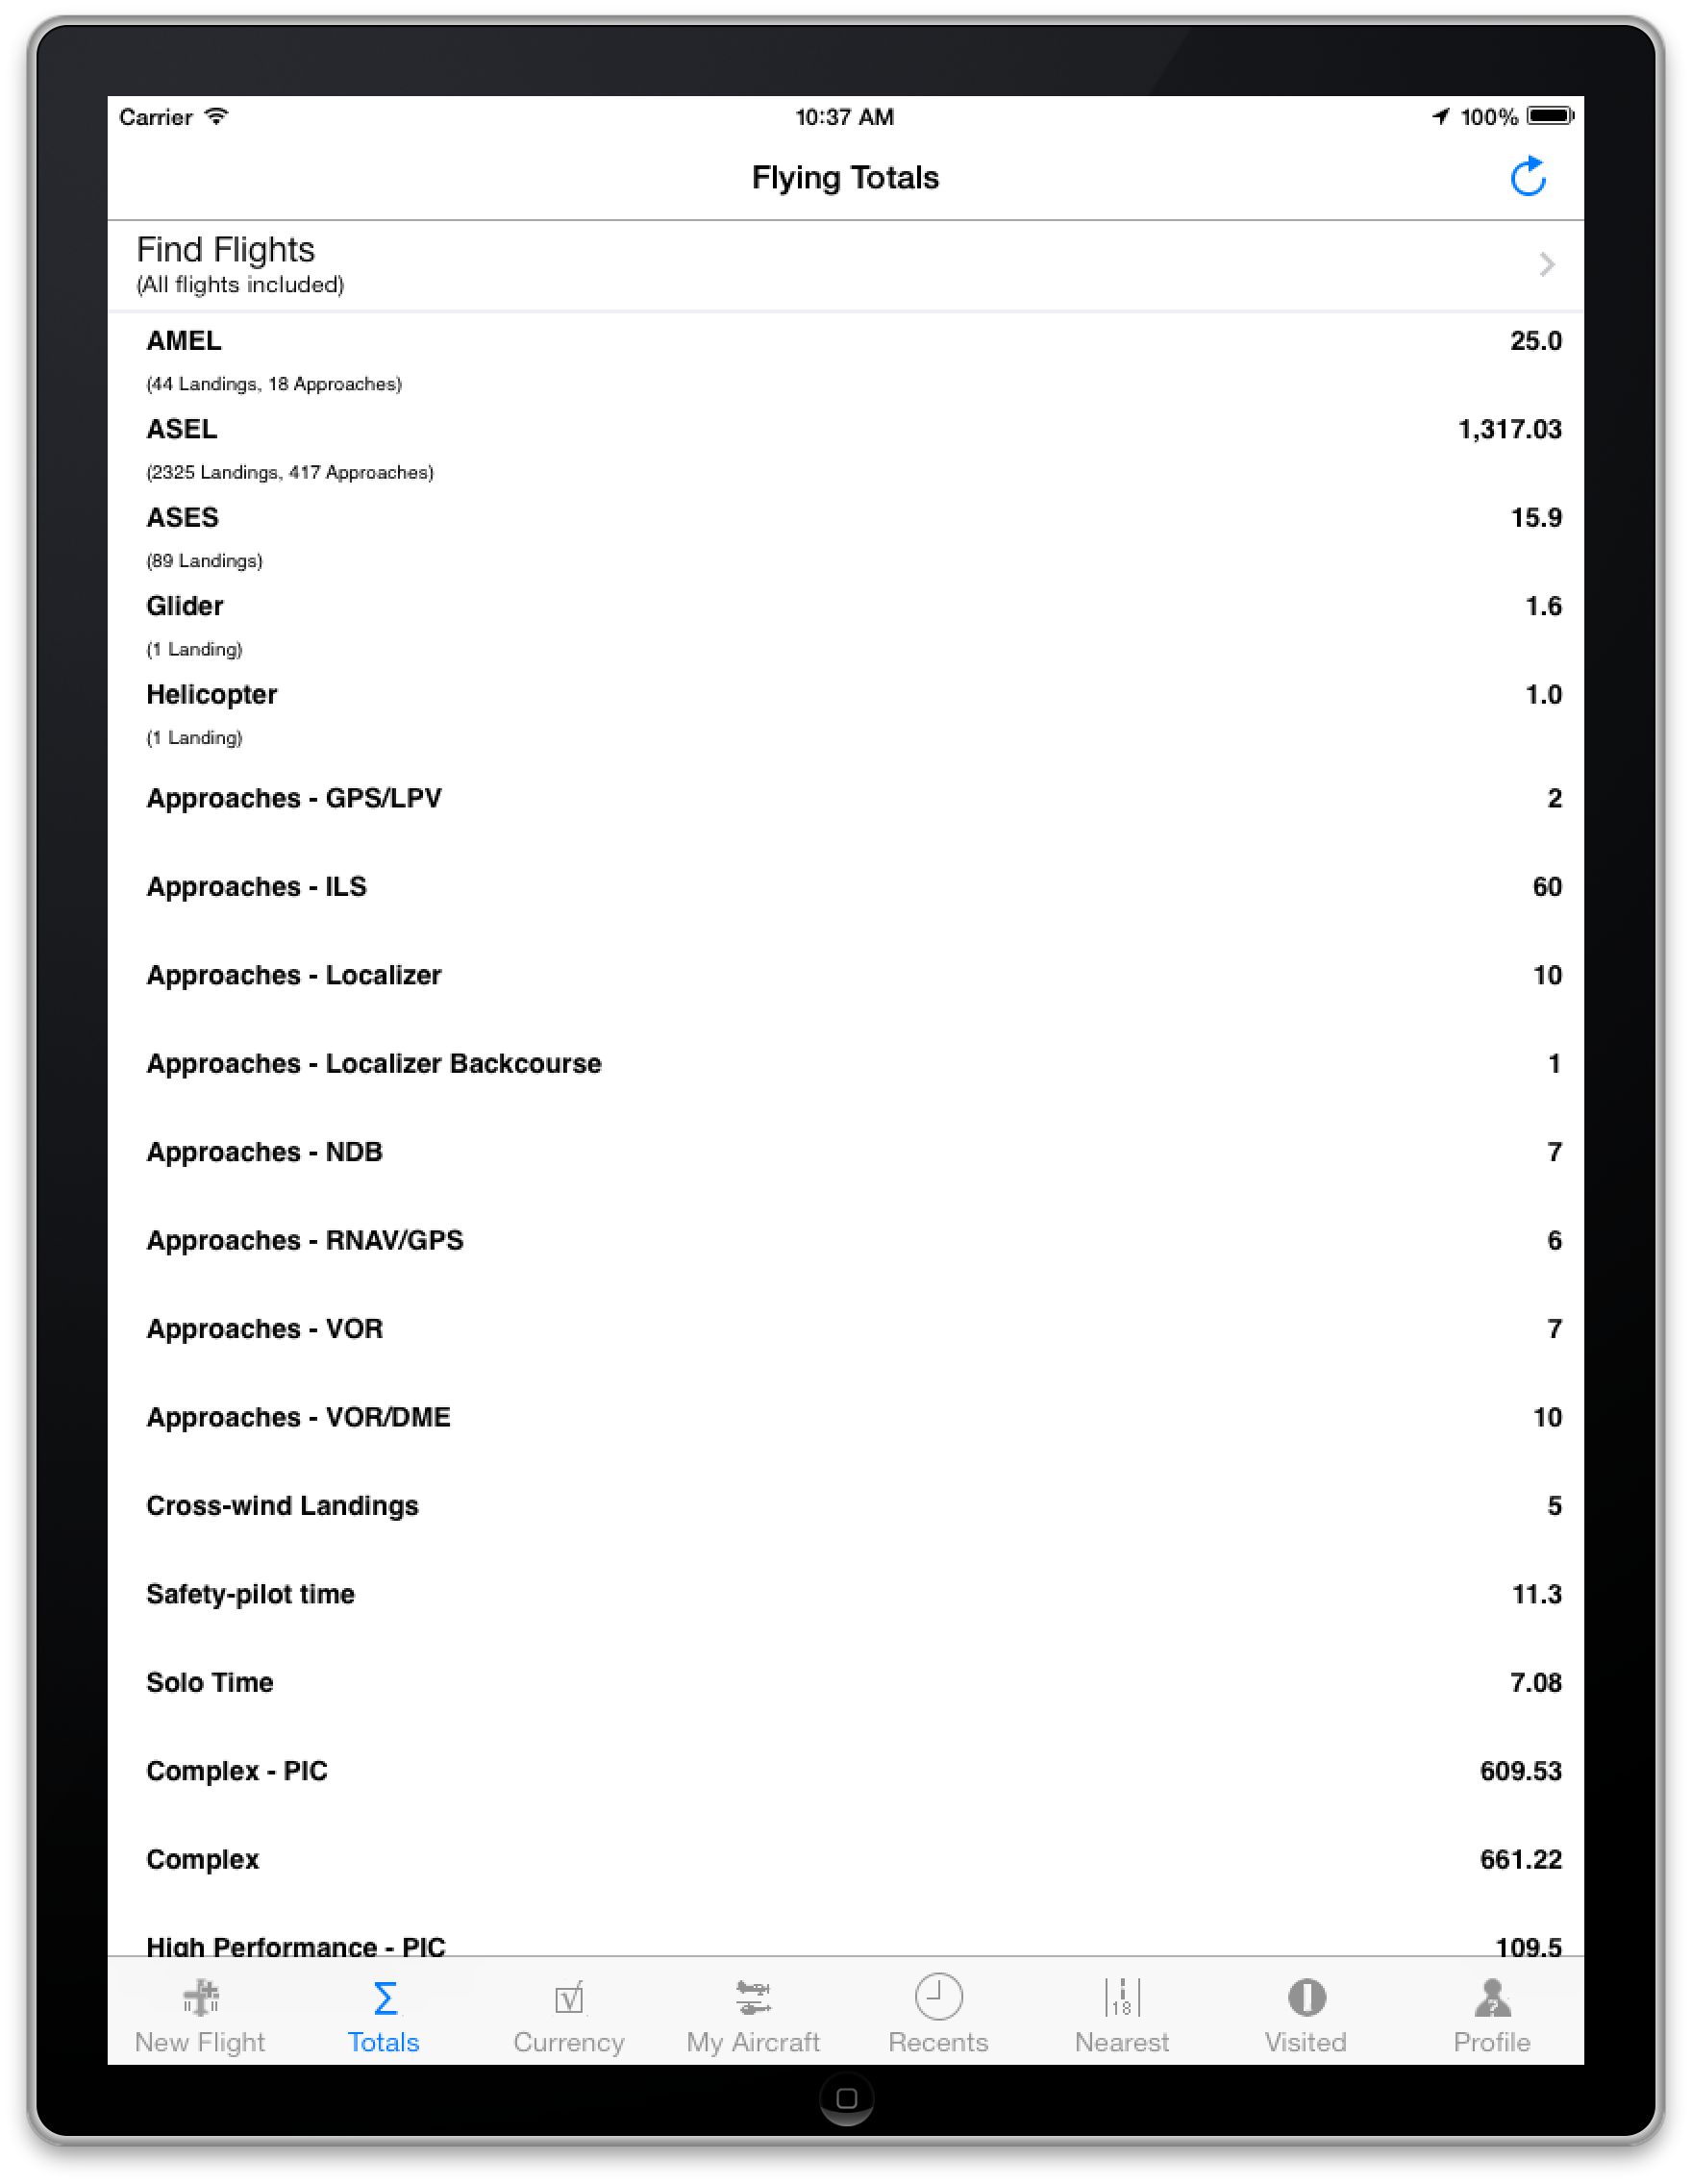 Carrier 10:37 AM 100%
Flying Totals
Find Flights
(All flights included)
AMEL 25.0
(44 Landings, 18 Approaches)
ASEL 1,317.03
(2325 Landings, 417 Approaches)
ASES 15.9
(89 Landings)
Glider 1.6
(1 Landing)
Helicopter 1.0
(1 Landing)
Approaches - GPS/LPV 2
Approaches - ILS 60
Approaches - Localizer 10
Approaches - Localizer Backcourse 1
Approaches - NDB 7
Approaches - RNAV/GPS 6
Approaches - VOR 7
Approaches - VOR/DME 10
Cross-wind Landings 5
Safety-pilot time 11.3
Solo Time 7.08
Complex - PIC 609.53
Complex 661.22
High Performance - PIC 109.5
18
New Flight Totals Currency My Aircraft Recents Nearest Visited Profile